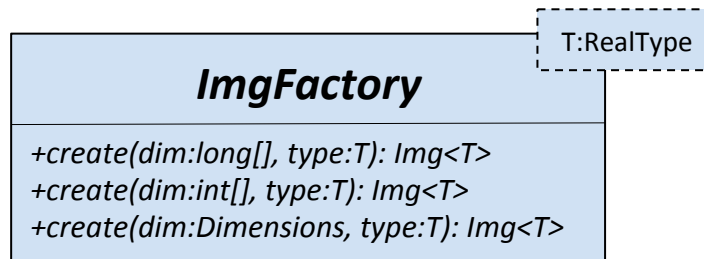 T:RealType
ImgFactory
+create(dim:long[], type:T): Img<T>
+create(dim:int[], type:T): Img<T>
+create(dim:Dimensions, type:T): Img<T>